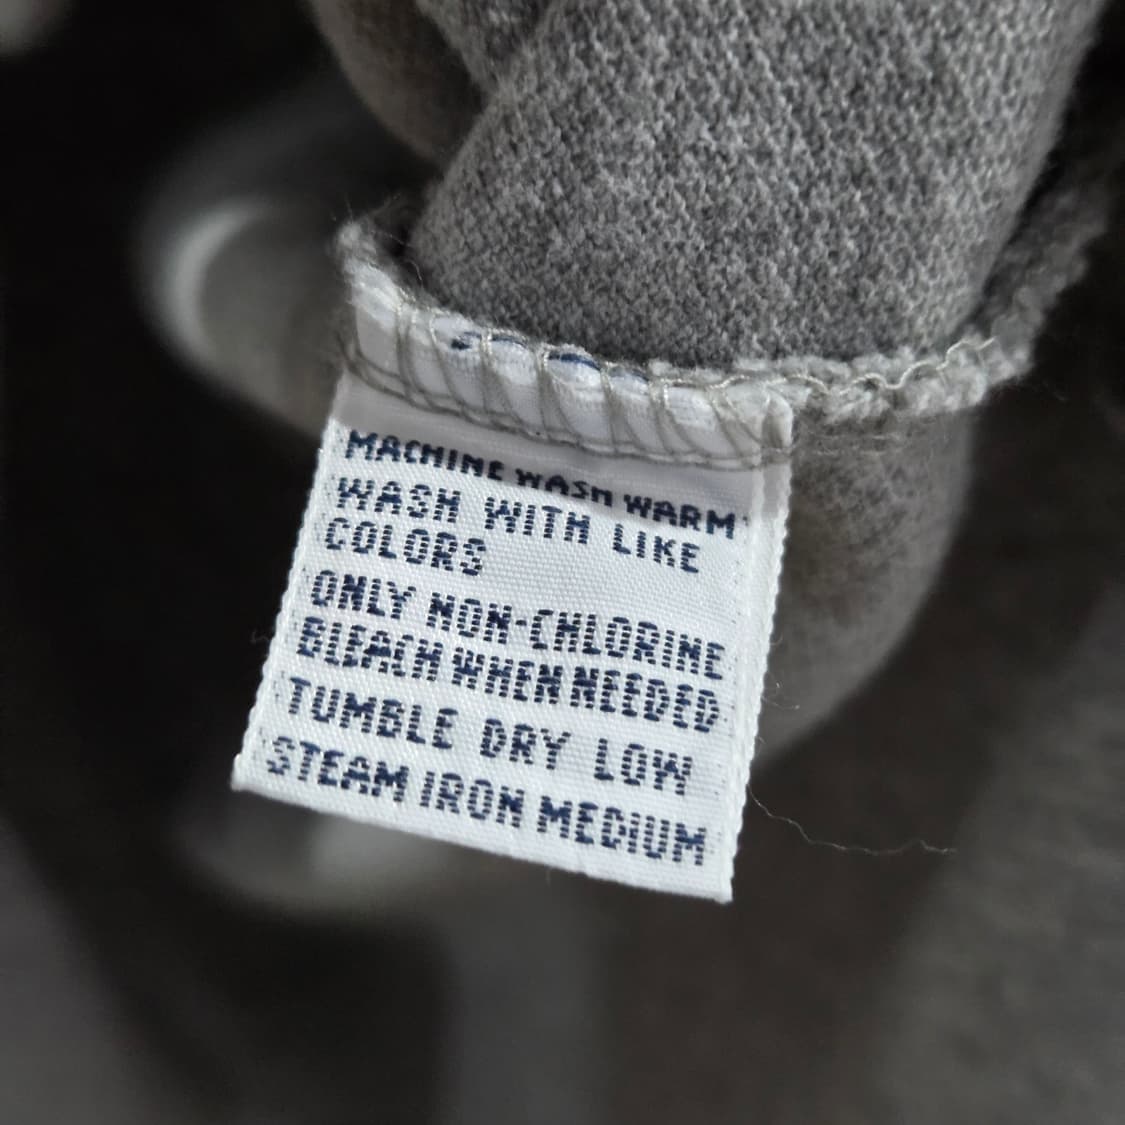 MACHINE WASH WARM
WASH WITH LIKE
COLORS
ONLY NON-CHLORINE
BLEACH WHEN NEEDED
TUMBLE DRY LOW
STEAM IRON MEDIUM